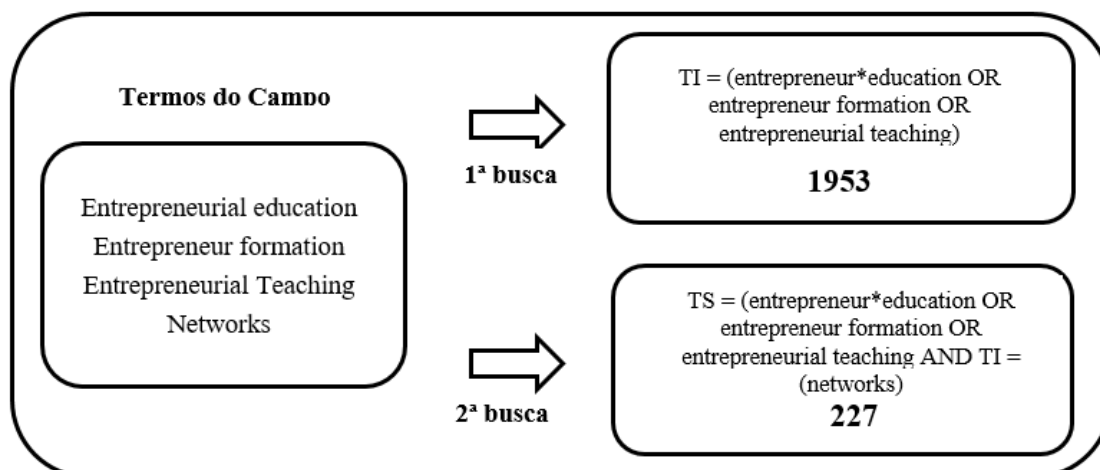 Termos do Campo
Entrepreneurial education
Entrepreneur formation
Entrepreneurial Teaching
Networks
1ª busca
TI = (entrepreneur*education OR
entrepreneur formation OR
entrepreneurial teaching)
1953
2ª busca
TS = (entrepreneur*education OR
entrepreneur formation OR
entrepreneurial teaching AND TI =
(networks)
227